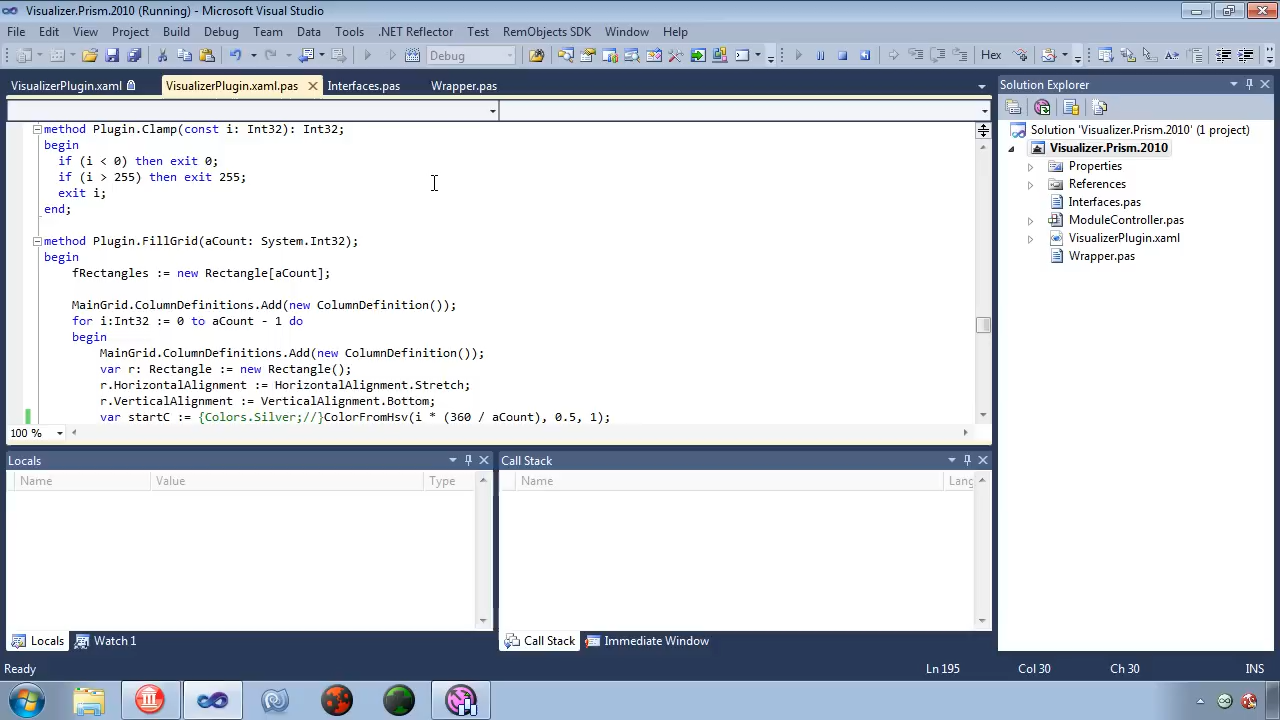 Visualizer.Prism.2010 (Running) - Microsoft Visual Studio
File Edit View Project Build Debug Team Data Tools .NET Reflector Test RemObjects SDK Window Help
Debug Hex
VisualizerPlugin.xaml VisualizerPlugin.xaml.pas Interfaces.pas Wrapper.pas
method Plugin.Clamp(const i: Int32): Int32;
begin
if (i < 0) then exit 0;
if (i > 255) then exit 255;
exit i;
end;
method Plugin.FillGrid(aCount: System.Int32);
begin
fRectangles := new Rectangle[aCount];
MainGrid.ColumnDefinitions.Add(new ColumnDefinition());
for i:Int32 := 0 to aCount - 1 do
begin
MainGrid.ColumnDefinitions.Add(new ColumnDefinition());
var r: Rectangle := new Rectangle();
r.HorizontalAlignment := HorizontalAlignment.Stretch;
r.VerticalAlignment := VerticalAlignment.Bottom;
var startC := {Colors.Silver;//}ColorFromHsv(i * (360 / aCount), 0.5, 1);
100 %
Solution Explorer
Solution 'Visualizer.Prism.2010' (1 project)
Visualizer.Prism.2010
Properties
References
Interfaces.pas
ModuleController.pas
VisualizerPlugin.xaml
Wrapper.pas
Locals
Name Value Type
Call Stack
Name Lang
Locals Watch 1
Call Stack Immediate Window
Ready Ln 195 Col 30 Ch 30 INS